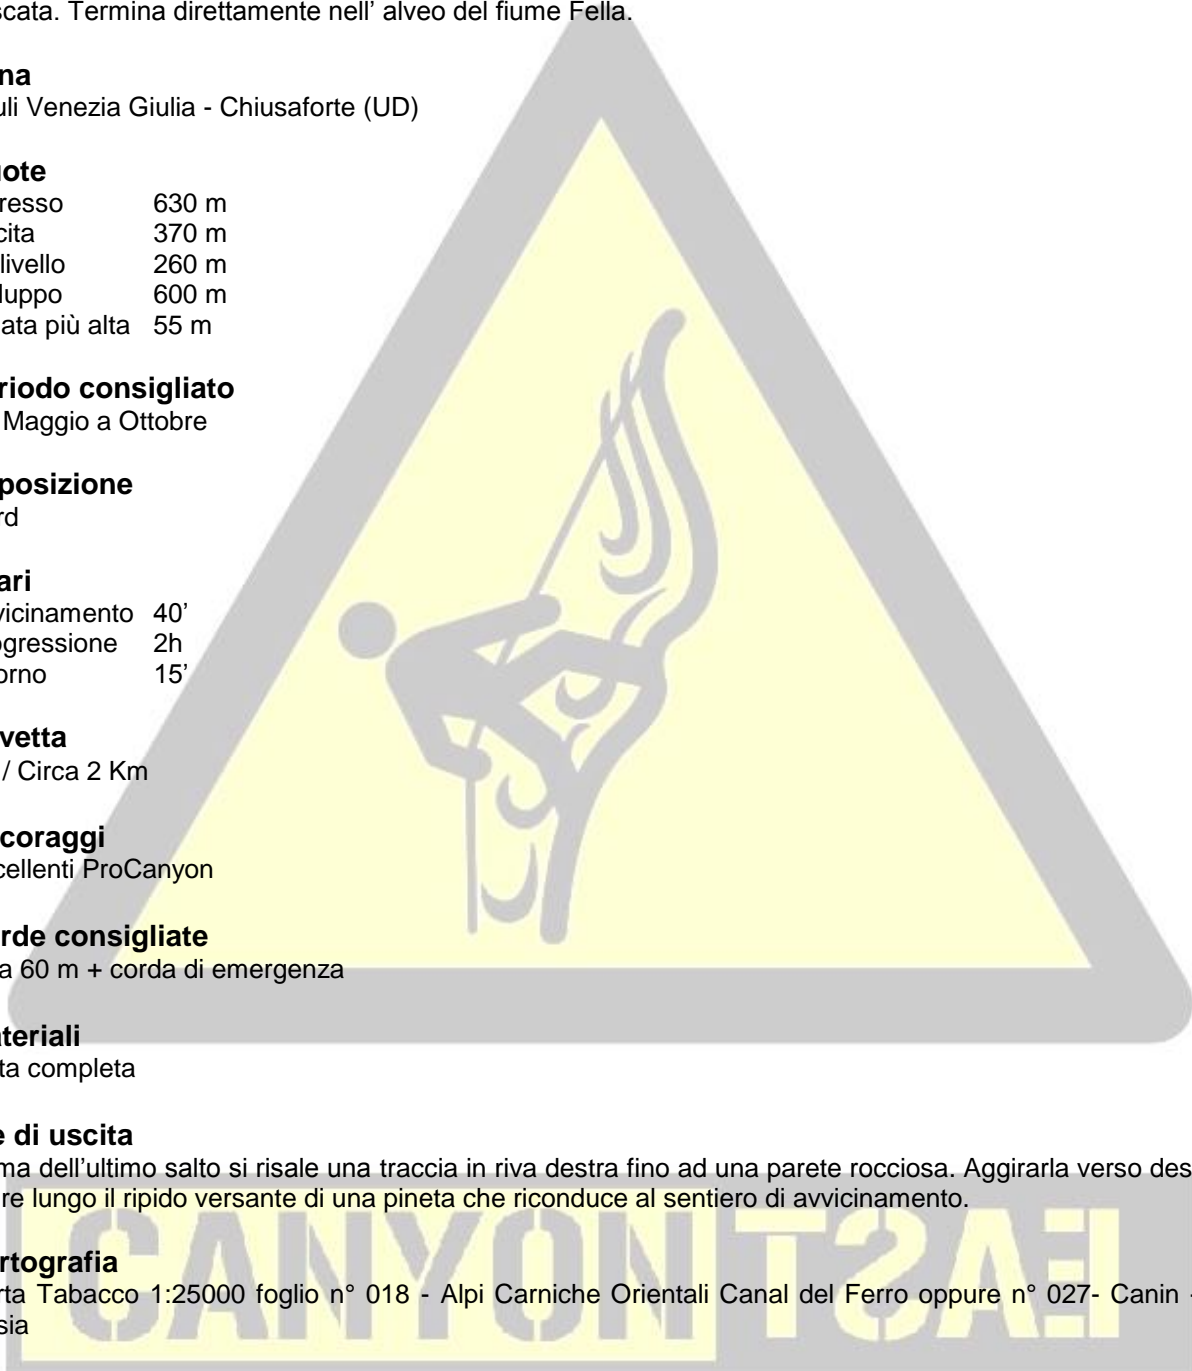 scata. Termina direttamente nell’ alveo del fiume Fella.
na
uli Venezia Giulia - Chiusaforte (UD)
uote
resso 630 m
cita 370 m
livello 260 m
luppo 600 m
ata più alta 55 m
riodo consigliato
Maggio a Ottobre
posizione
rd
ari
vicinamento 40’
ogressione 2h
orno 15’
vetta
/ Circa 2 Km
coraggi
cellenti ProCanyon
rde consigliate
a 60 m + corda di emergenza
ateriali
ta completa
e di uscita
ma dell’ultimo salto si risale una traccia in riva destra fino ad una parete rocciosa. Aggirarla verso des
re lungo il ripido versante di una pineta che riconduce al sentiero di avvicinamento.
rtografia
rta Tabacco 1:25000 foglio n° 018 - Alpi Carniche Orientali Canal del Ferro oppure n° 027- Canin -
sia
CANYON EAST